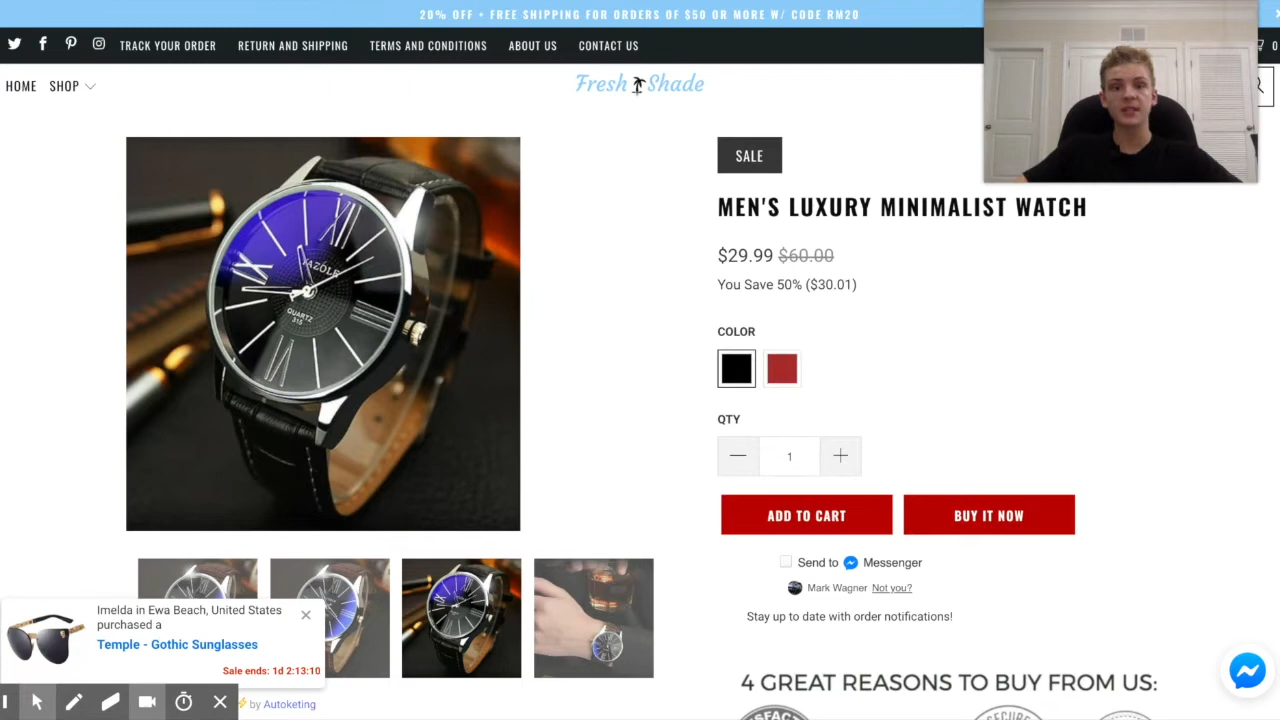 20% OFF + FREE SHIPPING FOR ORDERS OF $50 OR MORE W/ CODE RM20
TRACK YOUR ORDER RETURN AND SHIPPING TERMS AND CONDITIONS ABOUT US CONTACT US
0
HOME SHOP
Fresh Shade
SALE
MEN'S LUXURY MINIMALIST WATCH
$29.99 $60.00
You Save 50% ($30.01)
COLOR
YAZOLE
QUARTZ
315
QTY
1
ADD TO CART BUY IT NOW
Send to Messenger
Mark Wagner Not you?
Stay up to date with order notifications!
Imelda in Ewa Beach, United States
purchased a
Temple - Gothic Sunglasses
Sale ends: 1d 2:13:10
by Autoketing
4 GREAT REASONS TO BUY FROM US: